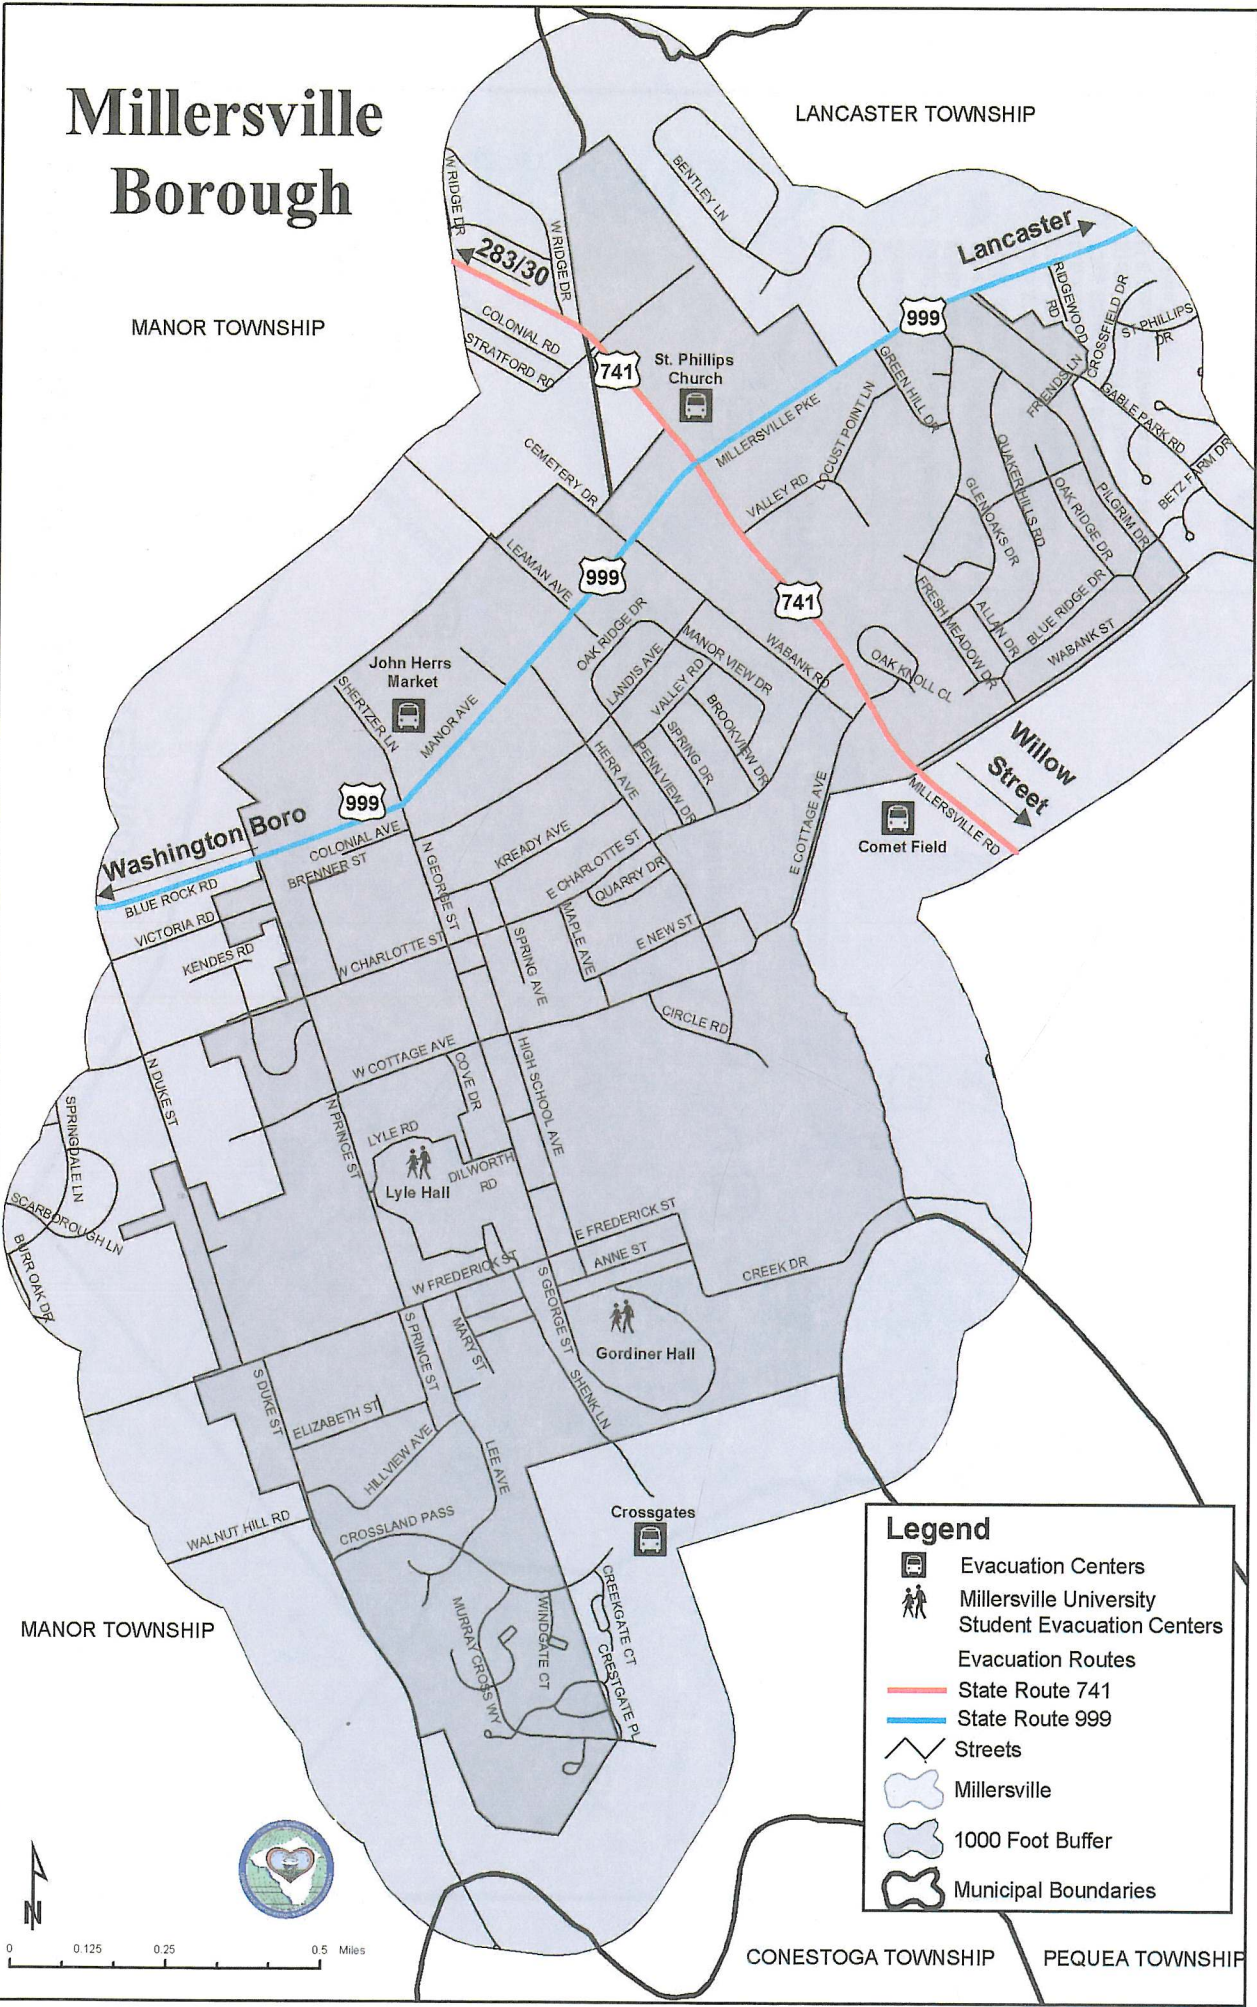 Millersville
Borough
LANCASTER TOWNSHIP
MANOR TOWNSHIP
W RIDGE DR
W RIDGE DR
283/30
BENTLEY LN
Lancaster
COLONIAL RD
STRATFORD RD
741
St. Phillips
Church
999
RIDGEWOOD
RD
CROSSFIELD DR
ST PHILLIPS
DR
GREEN HILL DR
FRIENDS LN
GABLE PARK RD
MILLERSVILLE PKE
LOCUST POINT LN
CEMETERY DR
VALLEY RD
QUAKER HILLS RD
GLEN OAKS DR
OAK RIDGE DR
PILGRIM DR
BETZ FARM DR
LEAMAN AVE
999
741
FRESH MEADOW DR
ALLAN DR
BLUE RIDGE DR
WABANK ST
OAK RIDGE DR
LANDIS AVE
MANOR VIEW DR
WABANK RD
OAK KNOLL CL
VALLEY RD
BROOKVIEW DR
SPRING DR
PENN VIEW DR
John Herrs
Market
SHERTZER LN
MANOR AVE
HERR AVE
Willow
Street
E COTTAGE AVE
MILLERSVILLE RD
Comet Field
999
Washington Boro
COLONIAL AVE
BRENNER ST
BLUE ROCK RD
VICTORIA RD
KENDES RD
N GEORGE ST
KREADY AVE
E CHARLOTTE ST
QUARRY DR
MAPLE AVE
E NEW ST
W CHARLOTTE ST
SPRING AVE
CIRCLE RD
W COTTAGE AVE
COVE DR
HIGH SCHOOL AVE
N DUKE ST
N PRINCE ST
SPRINGDALE LN
SCARBOROUGH LN
BURR OAK DR
LYLE RD
Lyle Hall
DILWORTH
RD
E FREDERICK ST
ANNE ST
CREEK DR
W FREDERICK ST
S GEORGE ST
S PRINCE ST
MARY ST
Gordiner Hall
SHENK LN
S DUKE ST
ELIZABETH ST
HILLVIEW AVE
LEE AVE
WALNUT HILL RD
CROSSLAND PASS
Crossgates
CREEKGATE CT
CRESTGATE PL
WINDGATE CT
MURRAY CROSS WY
MANOR TOWNSHIP
Legend
Evacuation Centers
Millersville University
Student Evacuation Centers
Evacuation Routes
State Route 741
State Route 999
Streets
Millersville
1000 Foot Buffer
Municipal Boundaries
N
0 0.125 0.25 0.5 Miles
CONESTOGA TOWNSHIP
PEQUEA TOWNSHIP